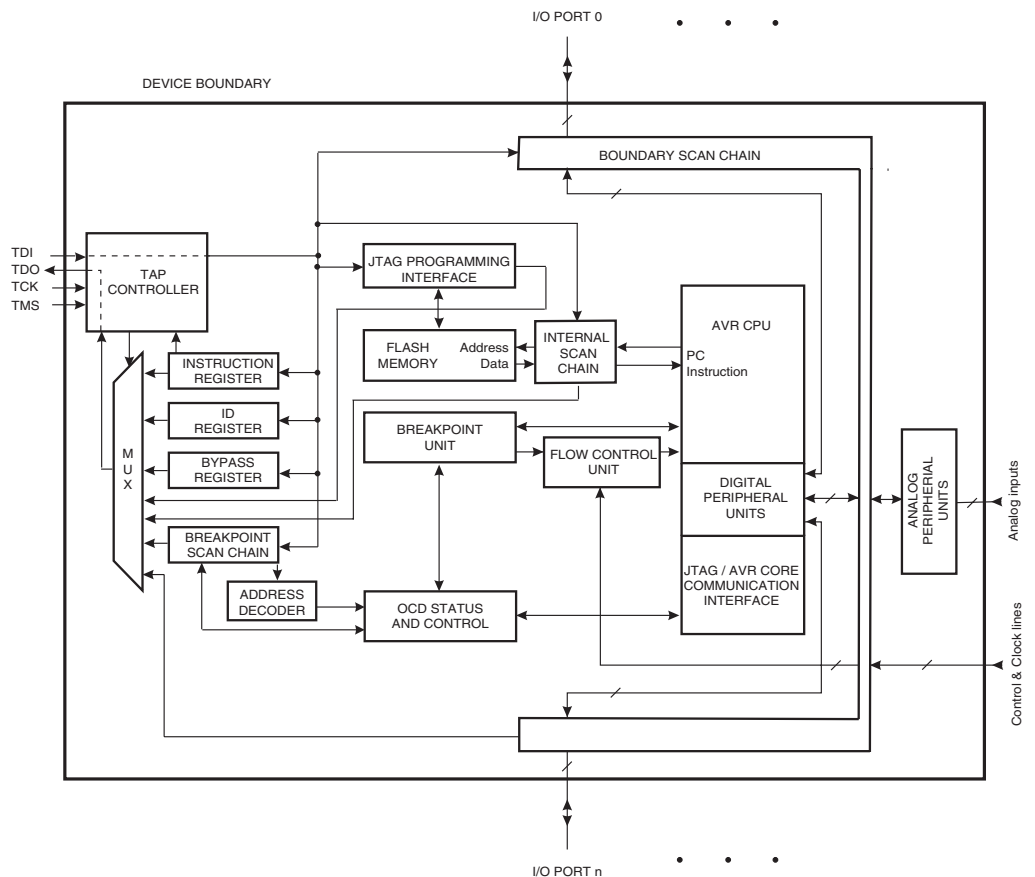 I/O PORT 0
DEVICE BOUNDARY
BOUNDARY SCAN CHAIN
TDI
TDO
TCK
TMS
TAP
CONTROLLER
JTAG PROGRAMMING
INTERFACE
AVR CPU
FLASH
MEMORY
Address
Data
INTERNAL
SCAN
CHAIN
PC
Instruction
INSTRUCTION
REGISTER
ID
REGISTER
M
U
X
BREAKPOINT
UNIT
FLOW CONTROL
UNIT
BYPASS
REGISTER
DIGITAL
PERIPHERAL
UNITS
ANALOG
PERIPHERIAL
UNITS
Analog inputs
BREAKPOINT
SCAN CHAIN
ADDRESS
DECODER
OCD STATUS
AND CONTROL
JTAG / AVR CORE
COMMUNICATION
INTERFACE
Control & Clock lines
I/O PORT n